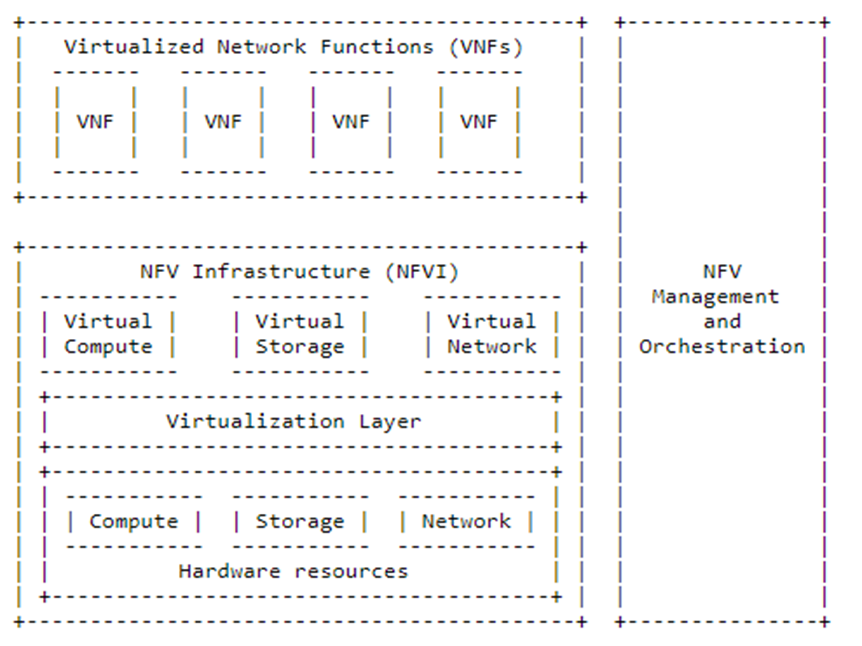 Virtualized Network Functions (VNFs)
VNF VNF VNF VNF
NFV Infrastructure (NFVI)
Virtual Compute
Virtual Storage
Virtual Network
Virtualization Layer
Compute Storage Network
Hardware resources
NFV
Management
and
Orchestration